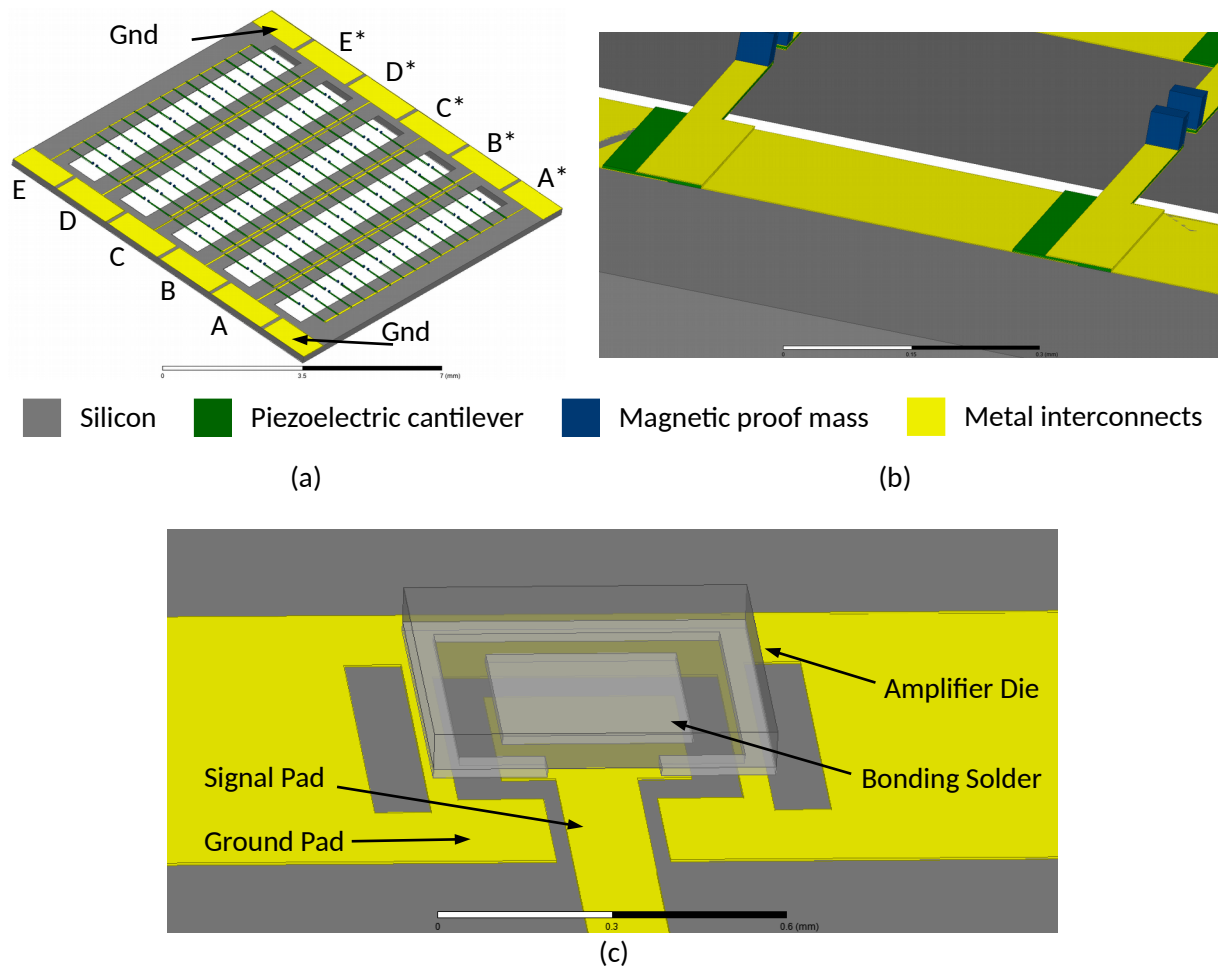 Gnd
E*
D*
C*
B*
A*
E
D
C
B
A
Gnd
0 3.5 7 (mm)
0 0.15 0.3 (mm)
Silicon Piezoelectric cantilever Magnetic proof mass Metal interconnects
(a) (b)
Amplifier Die
Signal Pad
Bonding Solder
Ground Pad
0 0.3 0.6 (mm)
(c)